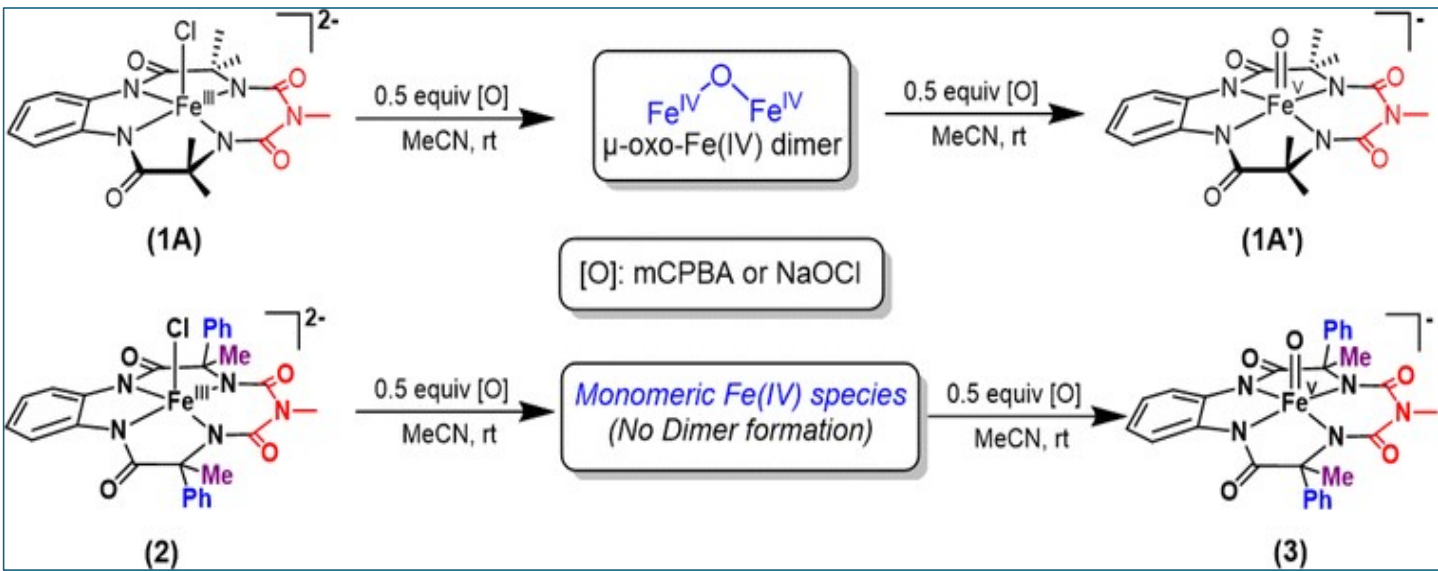 2-
Cl
O
N
N
O
Fe III
N
N
N
O
O
(1A)
0.5 equiv [O]
MeCN, rt
O
Fe IV Fe IV
μ-oxo-Fe(IV) dimer
0.5 equiv [O]
MeCN, rt
-
O
O
N
N
O
Fe V
N
N
N
O
O
(1A')
[O]: mCPBA or NaOCl
2-
Cl
Ph
O
Me
N
N
O
Fe III
N
N
N
O
Me
O
Ph
(2)
0.5 equiv [O]
MeCN, rt
Monomeric Fe(IV) species
(No Dimer formation)
0.5 equiv [O]
MeCN, rt
-
O
Ph
O
Me
N
N
O
Fe V
N
N
N
O
Me
O
Ph
(3)